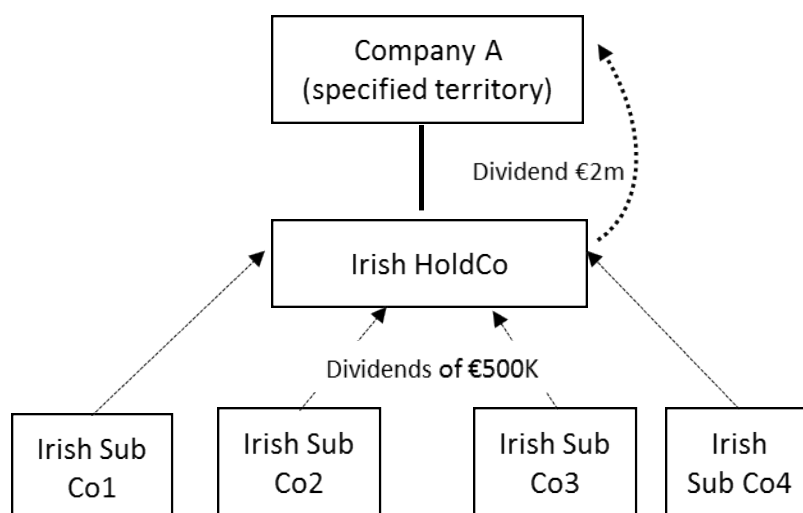 Company A
(specified territory)
Dividend €2m
Irish HoldCo
Dividends of €500K
Irish Sub
Co1
Irish Sub
Co2
Irish Sub
Co3
Irish
Sub Co4